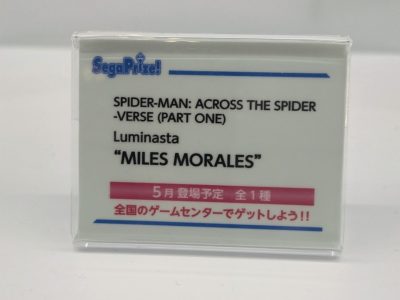 SegaPrize!
SPIDER-MAN: ACROSS THE SPIDER
-VERSE (PART ONE)
Luminasta
“MILES MORALES”
5月登場予定 全1種
全国のゲームセンターでゲットしよう!!